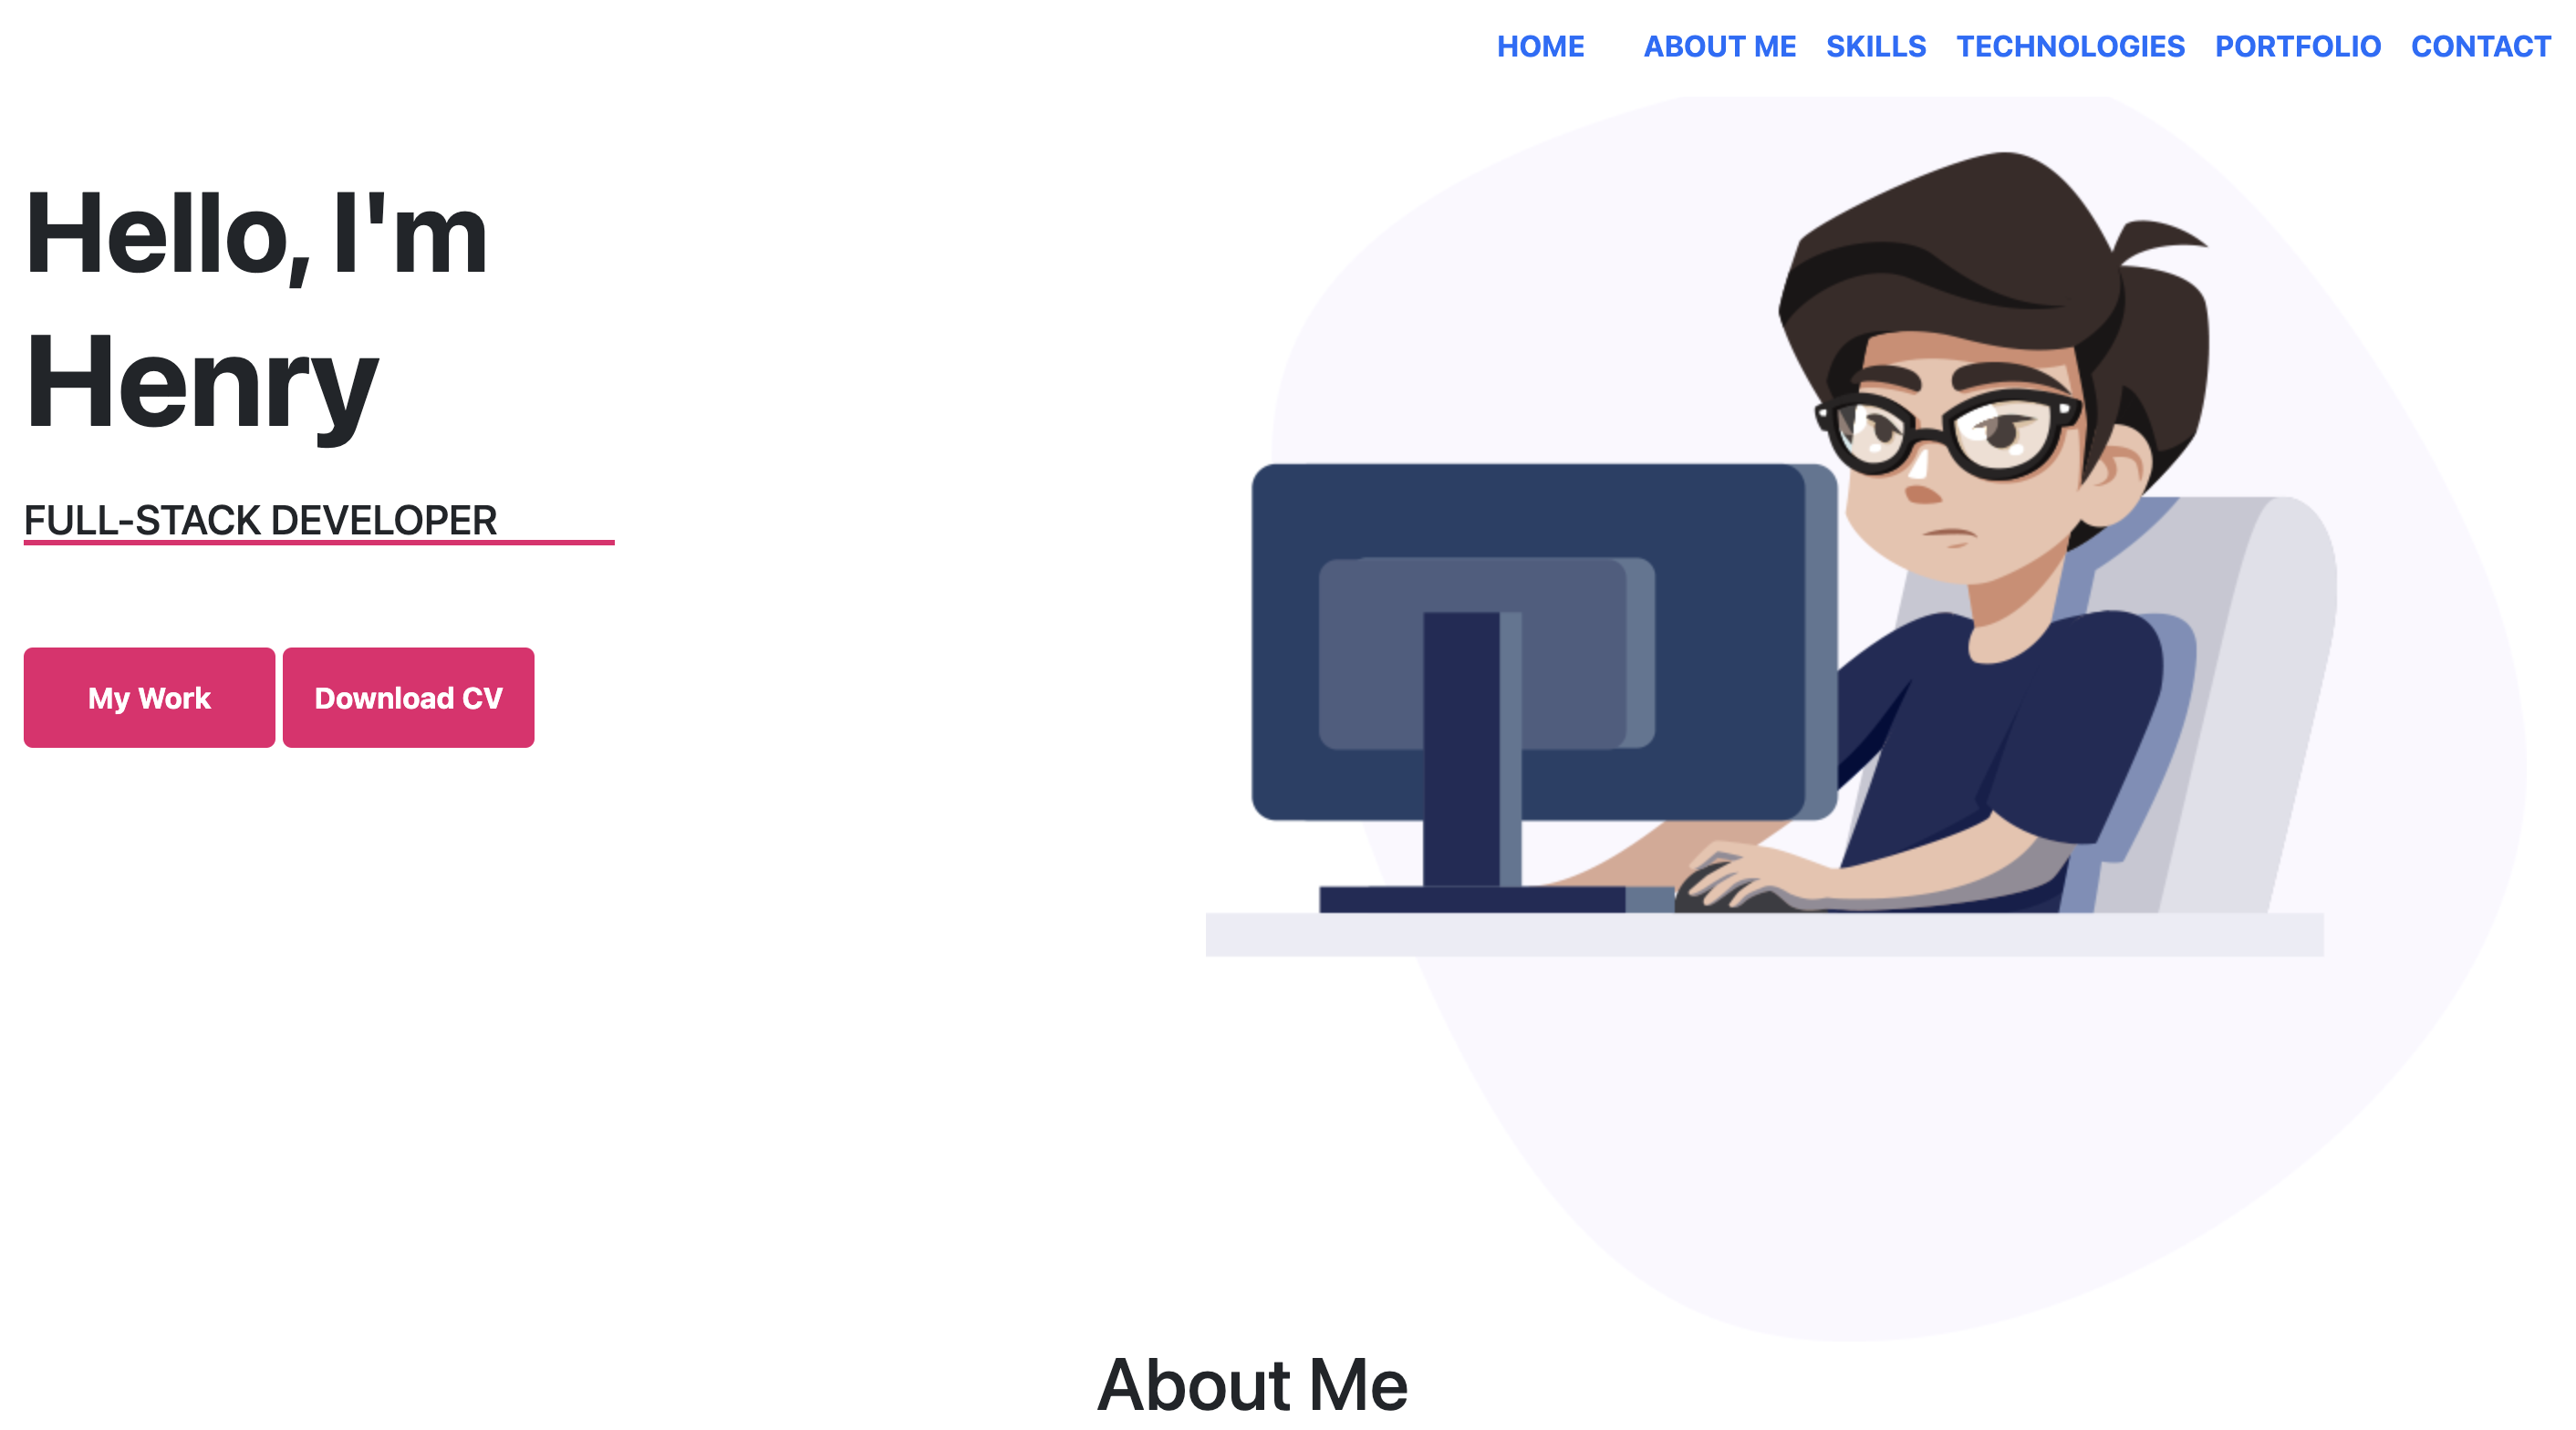 HOME ABOUT ME SKILLS TECHNOLOGIES PORTFOLIO CONTACT
Hello, I'm
Henry
FULL-STACK DEVELOPER
My Work Download CV
About Me